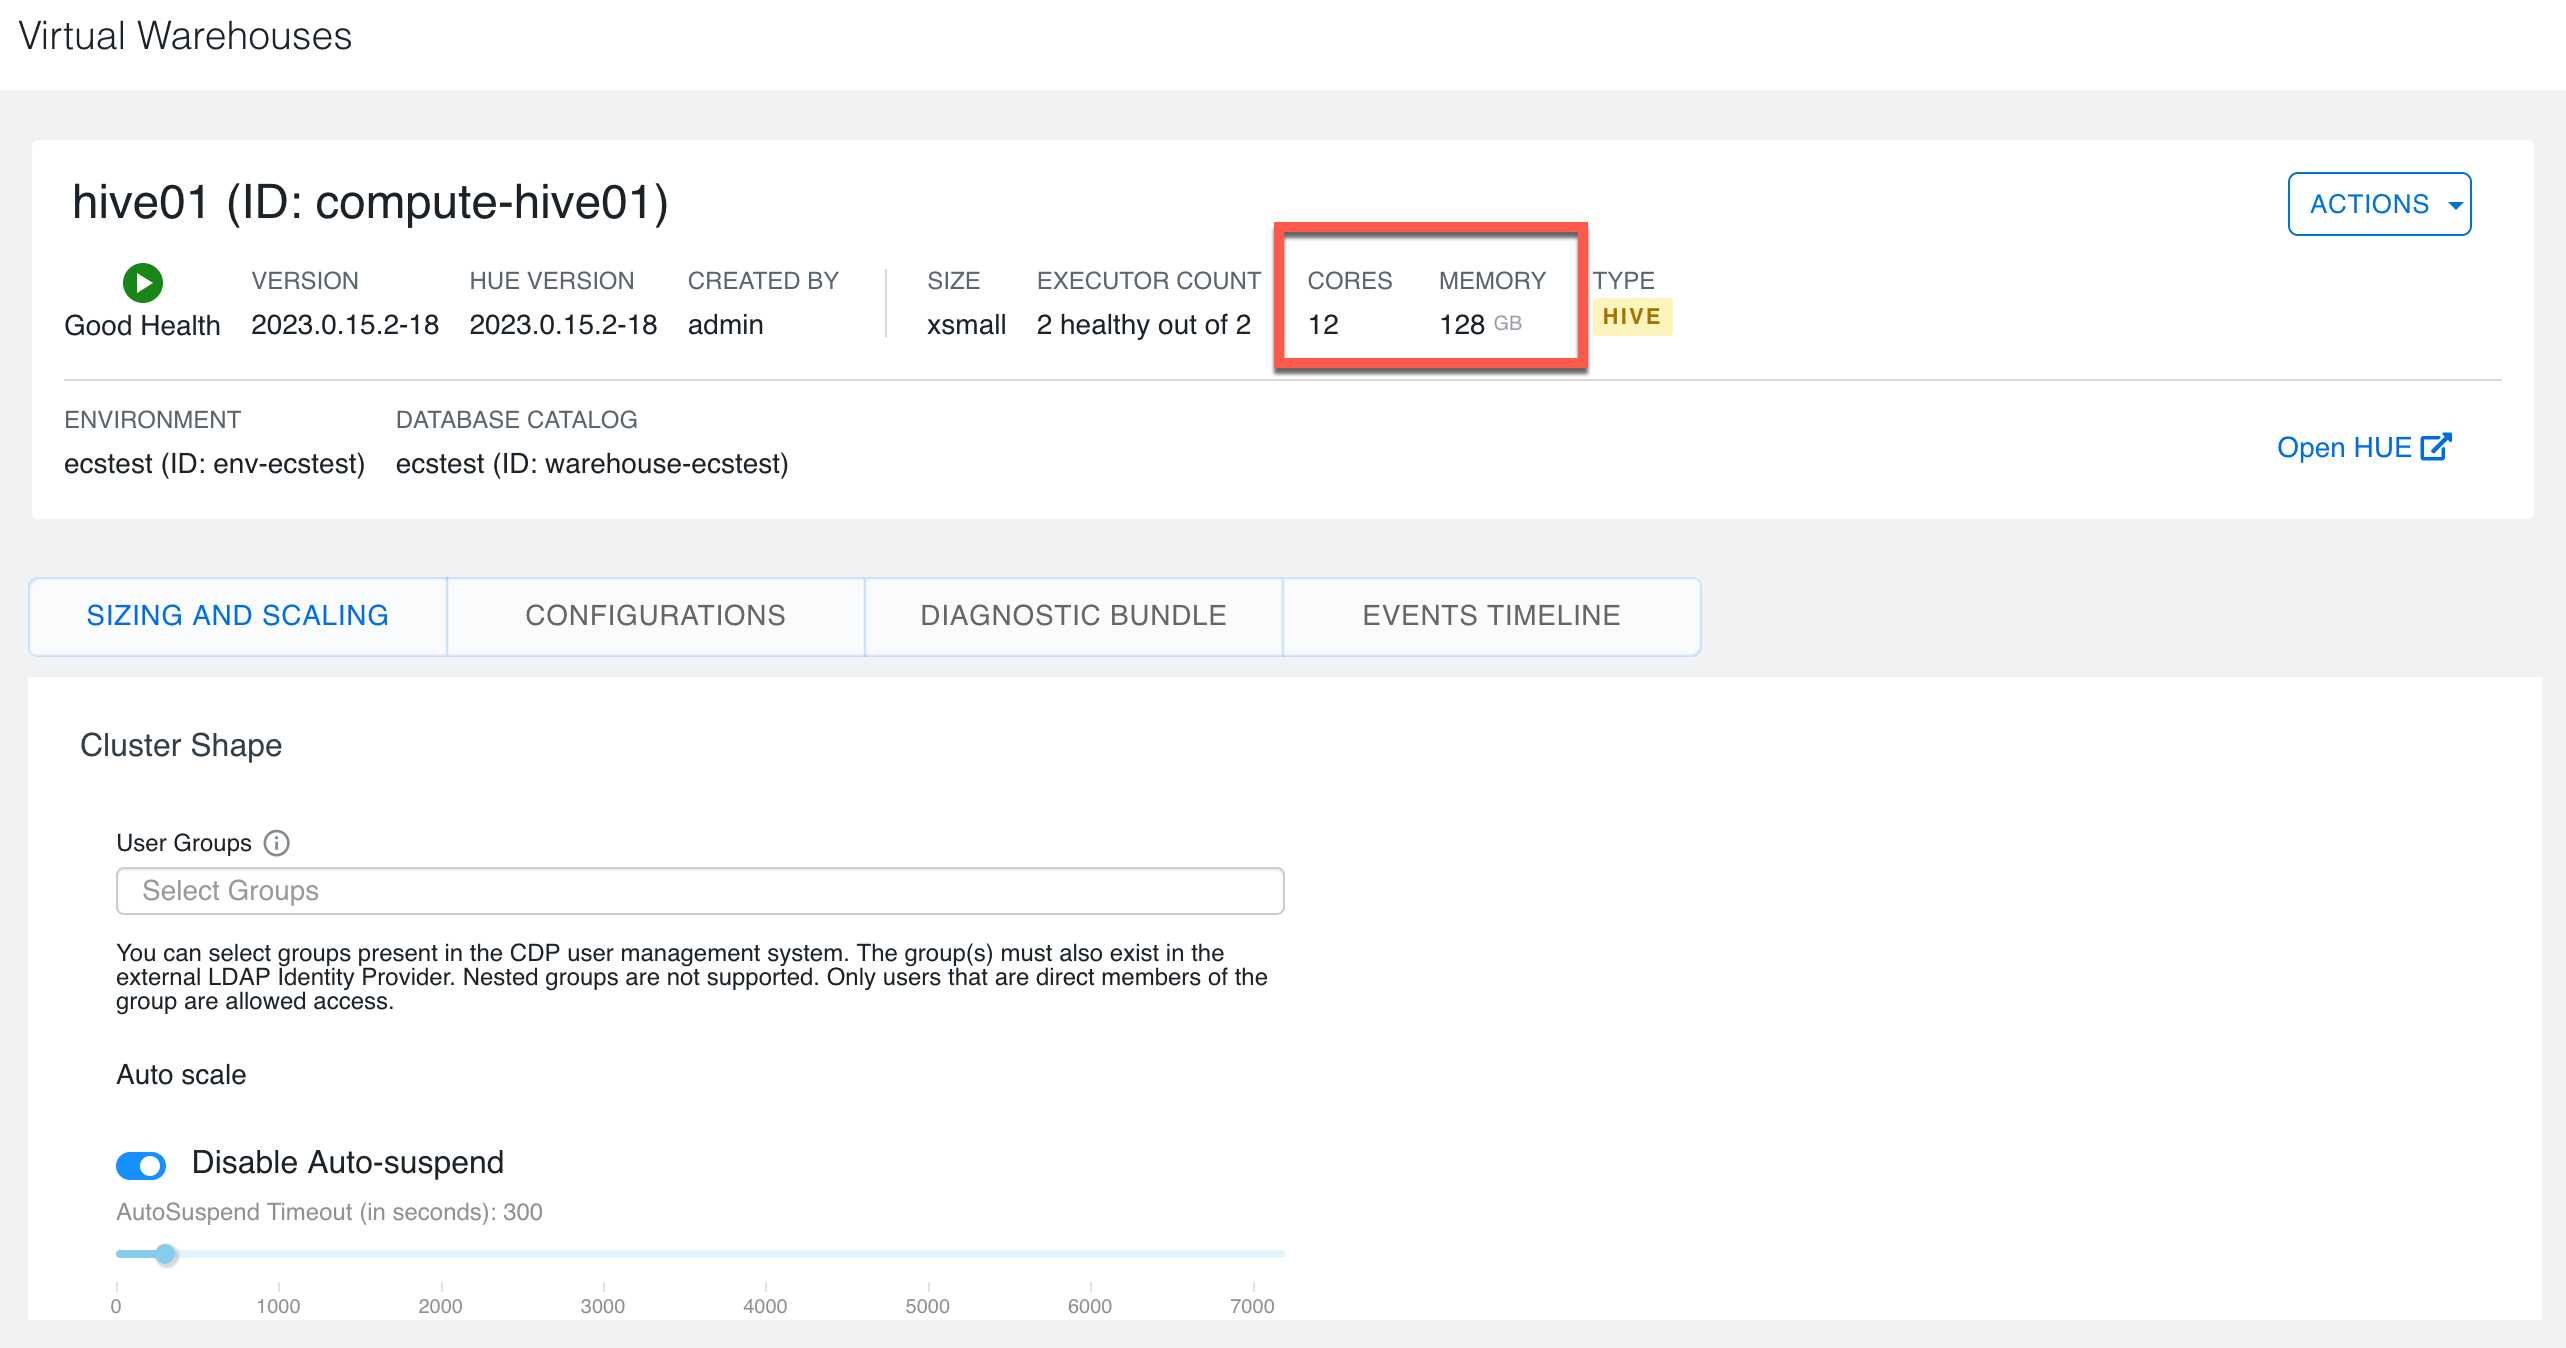 Virtual Warehouses
hive01 (ID: compute-hive01)
ACTIONS
VERSION HUE VERSION CREATED BY SIZE EXECUTOR COUNT CORES MEMORY TYPE
Good Health 2023.0.15.2-18 2023.0.15.2-18 admin xsmall 2 healthy out of 2 12 128 GB HIVE
ENVIRONMENT DATABASE CATALOG
ecstest (ID: env-ecstest) ecstest (ID: warehouse-ecstest)
Open HUE
SIZING AND SCALING CONFIGURATIONS DIAGNOSTIC BUNDLE EVENTS TIMELINE
Cluster Shape
User Groups
Select Groups
You can select groups present in the CDP user management system. The group(s) must also exist in the
external LDAP Identity Provider. Nested groups are not supported. Only users that are direct members of the
group are allowed access.
Auto scale
Disable Auto-suspend
AutoSuspend Timeout (in seconds): 300
0 1000 2000 3000 4000 5000 6000 7000